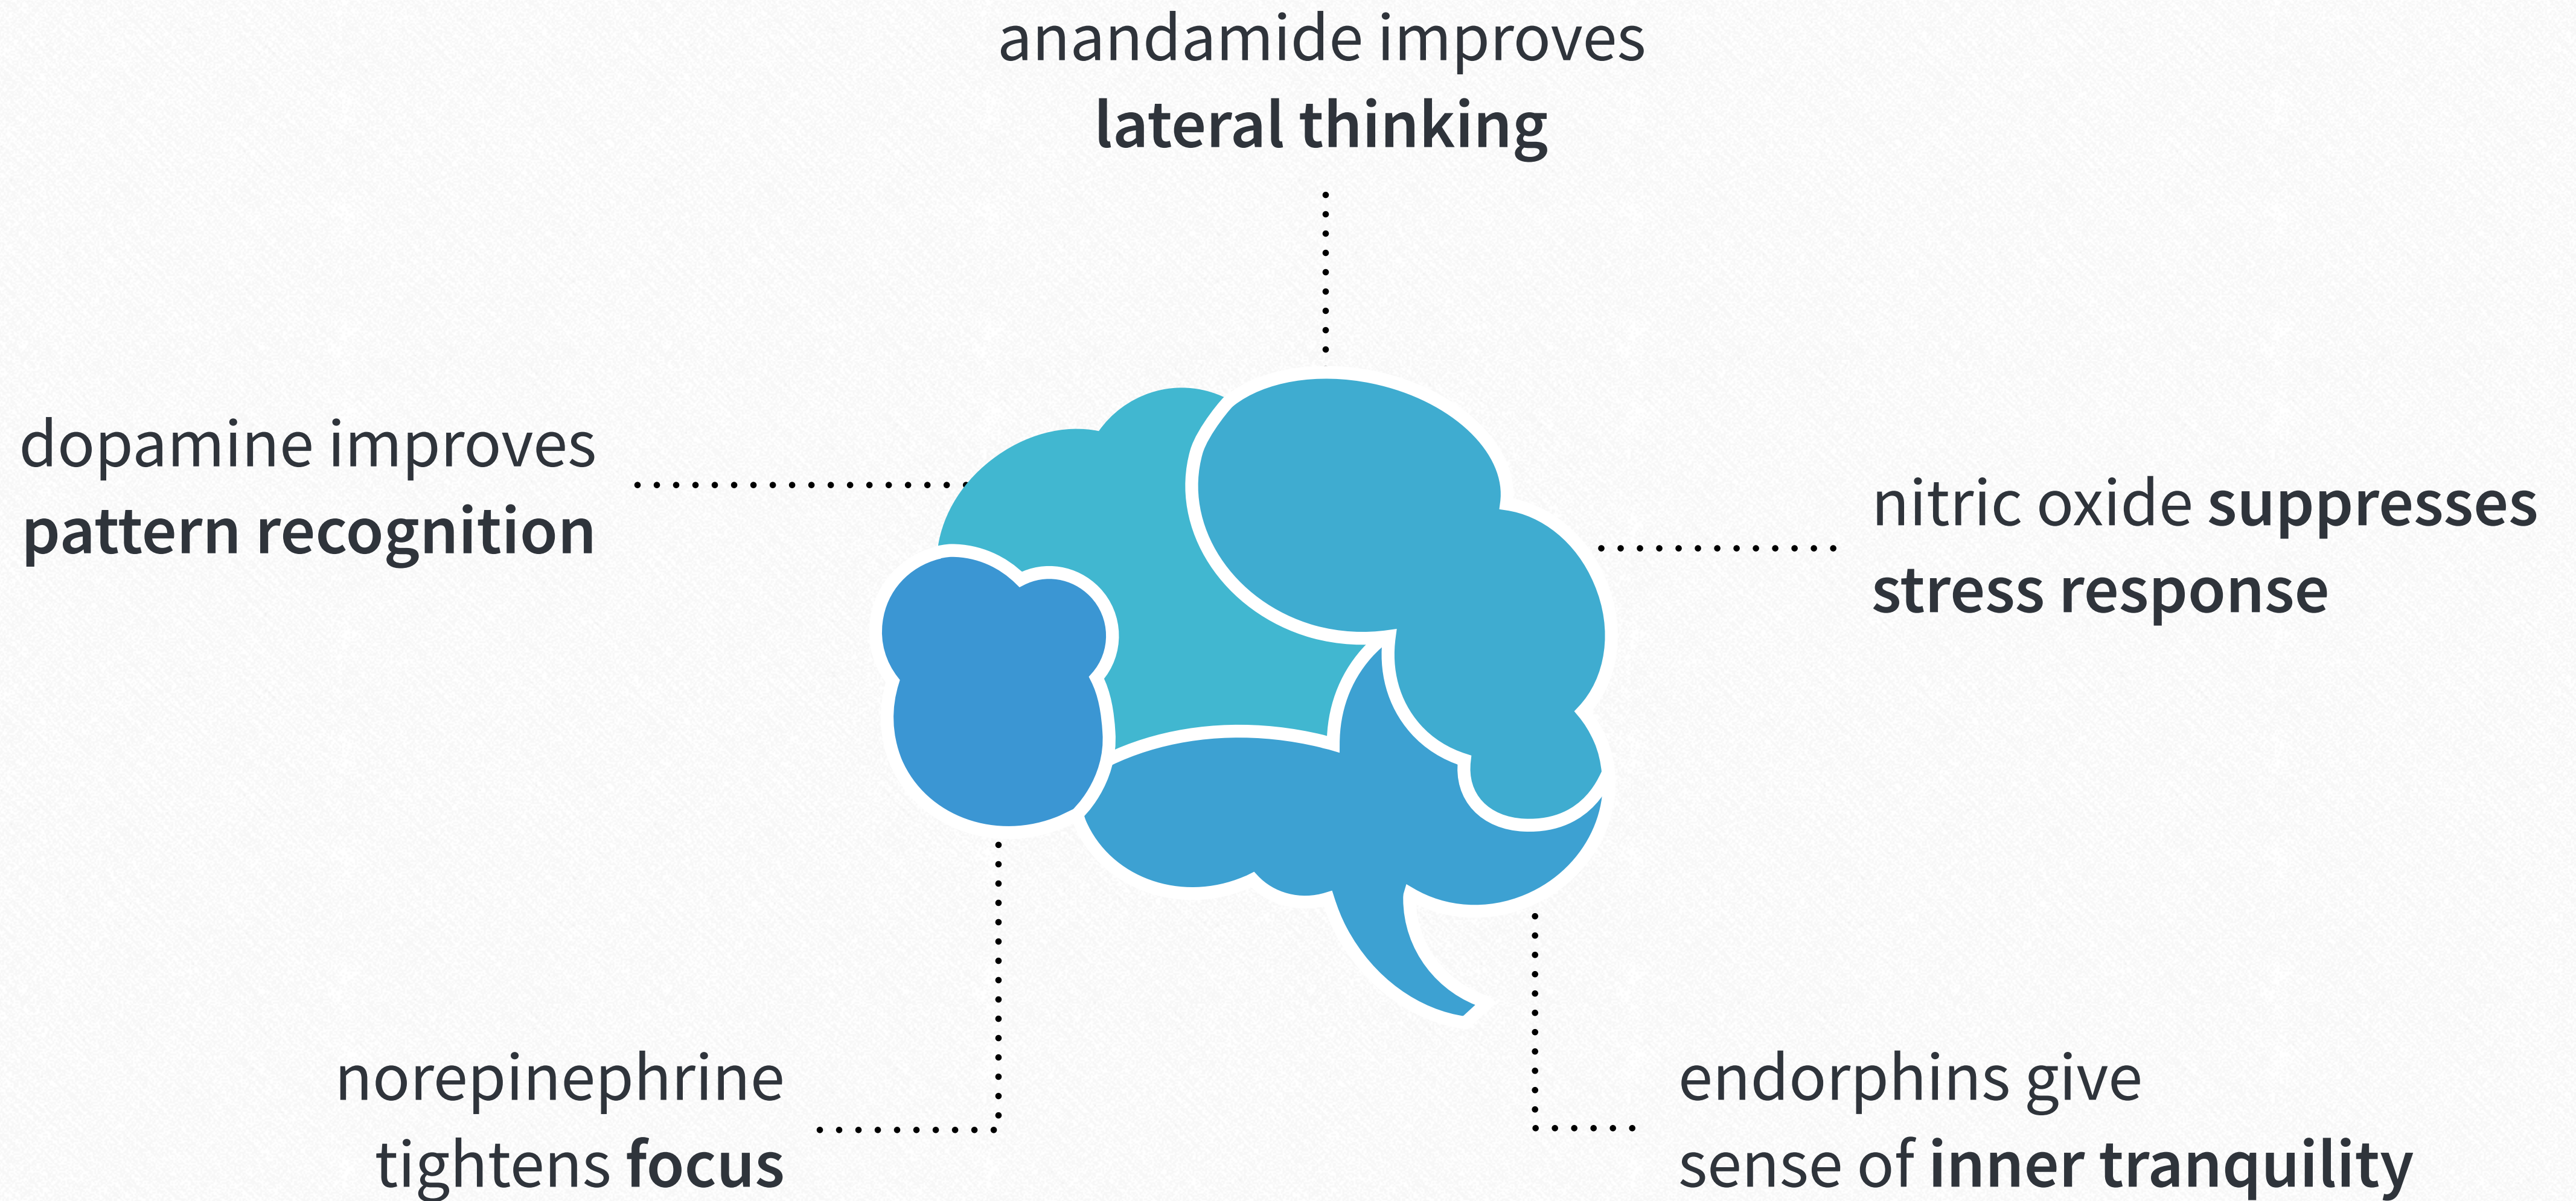 anandamide improves
lateral thinking
dopamine improves
pattern recognition
nitric oxide suppresses
stress response
norepinephrine
tightens focus
endorphins give
sense of inner tranquility